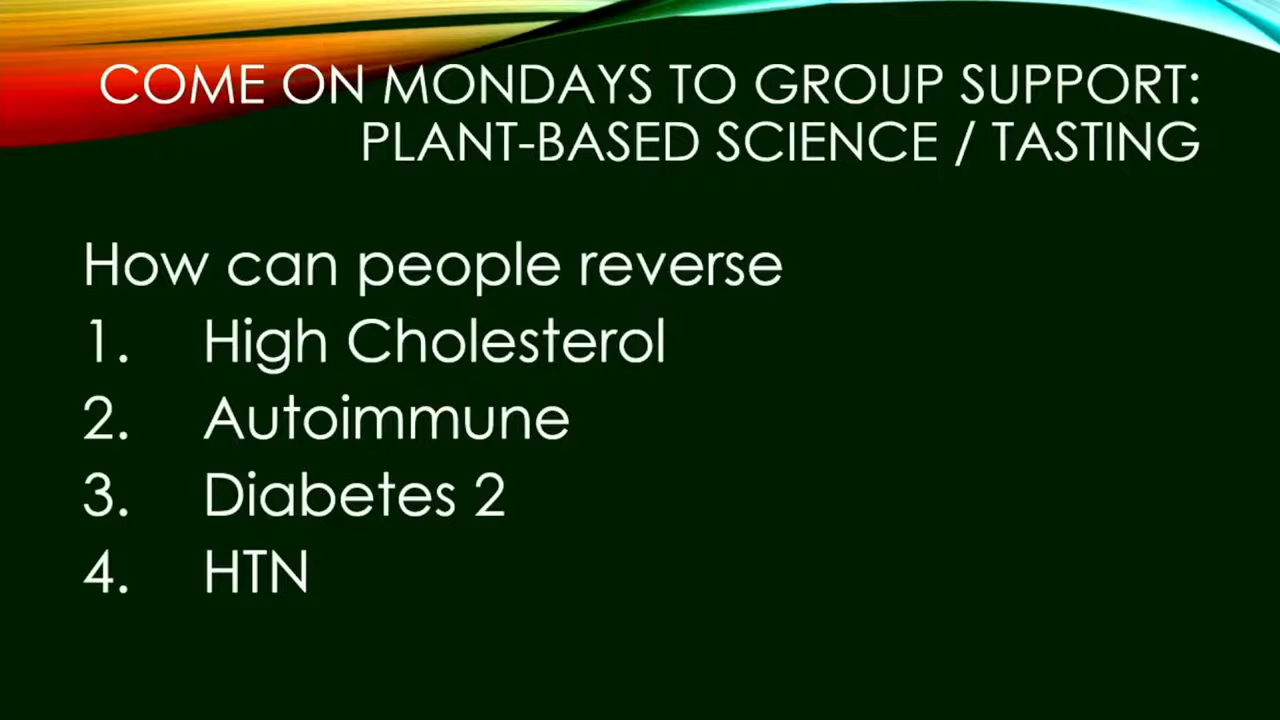 COME ON MONDAYS TO GROUP SUPPORT:
PLANT-BASED SCIENCE / TASTING
How can people reverse
1. High Cholesterol
2. Autoimmune
3. Diabetes 2
4. HTN